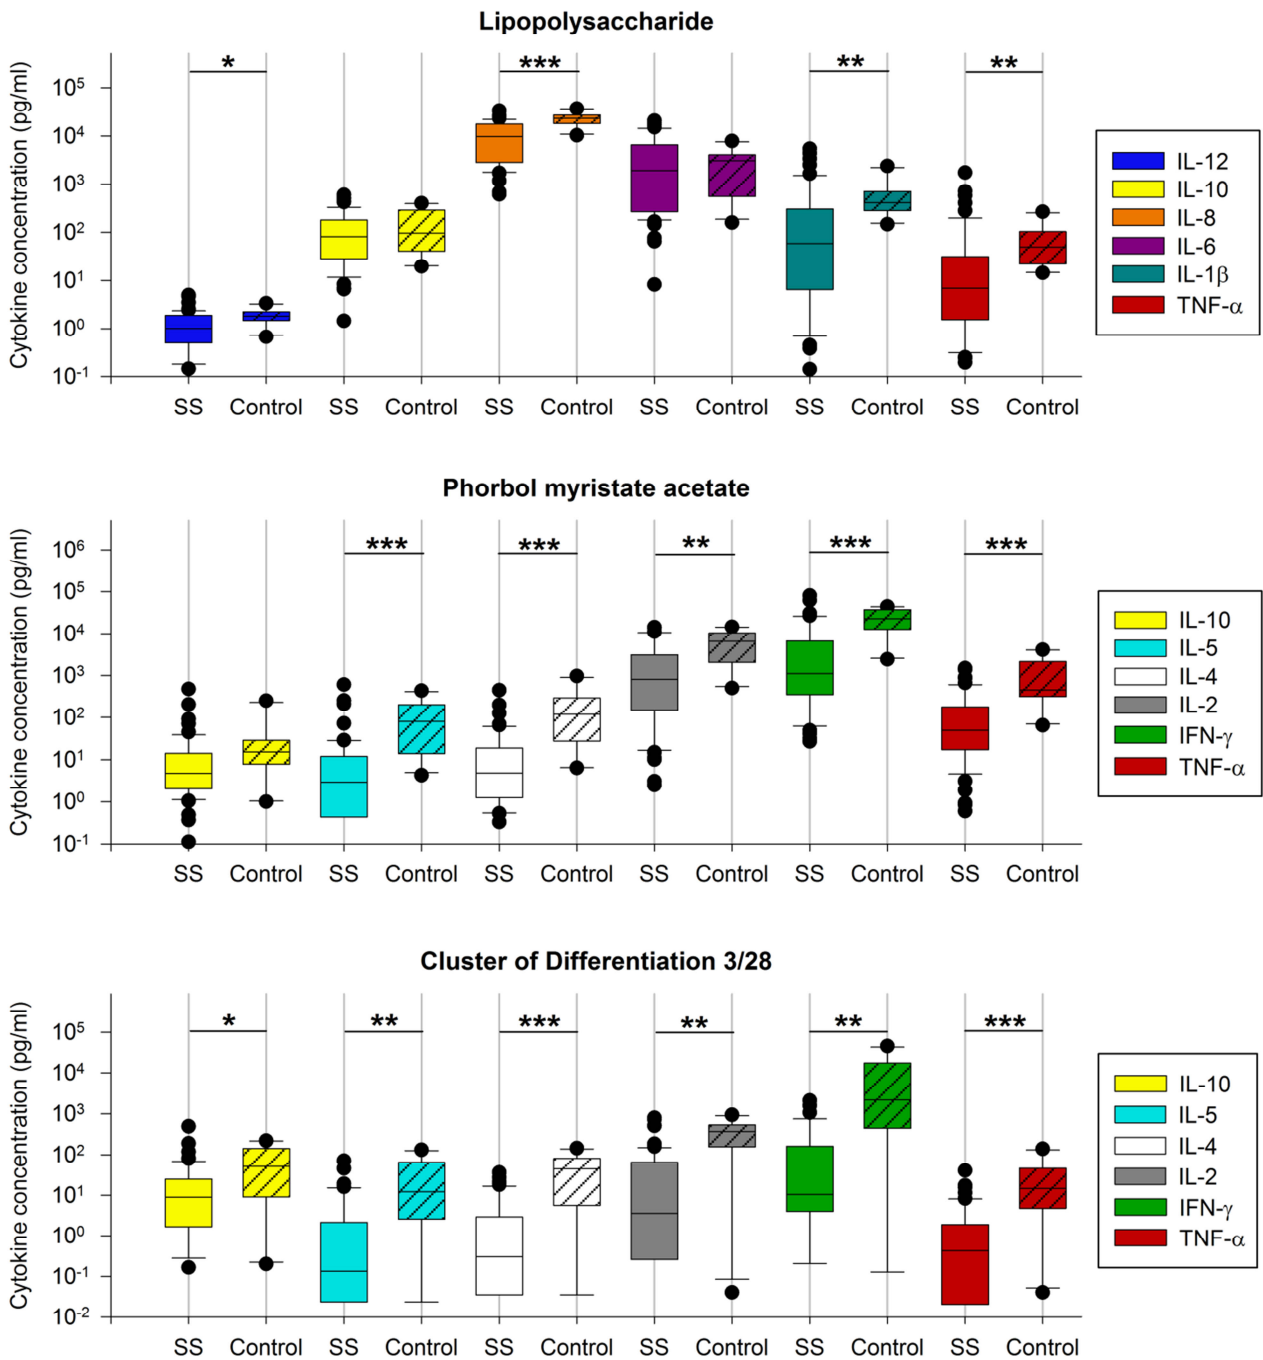 Lipopolysaccharide
Cytokine concentration (pg/ml)
* *** ** **
10⁵
10⁴
10³
10²
10¹
10⁰
10⁻¹
SS Control SS Control SS Control SS Control SS Control SS Control
IL-12
IL-10
IL-8
IL-6
IL-1β
TNF-α
Phorbol myristate acetate
Cytokine concentration (pg/ml)
*** *** ** *** ***
10⁶
10⁵
10⁴
10³
10²
10¹
10⁰
10⁻¹
SS Control SS Control SS Control SS Control SS Control SS Control
IL-10
IL-5
IL-4
IL-2
IFN-γ
TNF-α
Cluster of Differentiation 3/28
Cytokine concentration (pg/ml)
* ** *** ** ** ***
10⁵
10⁴
10³
10²
10¹
10⁰
10⁻¹
10⁻²
SS Control SS Control SS Control SS Control SS Control SS Control
IL-10
IL-5
IL-4
IL-2
IFN-γ
TNF-α